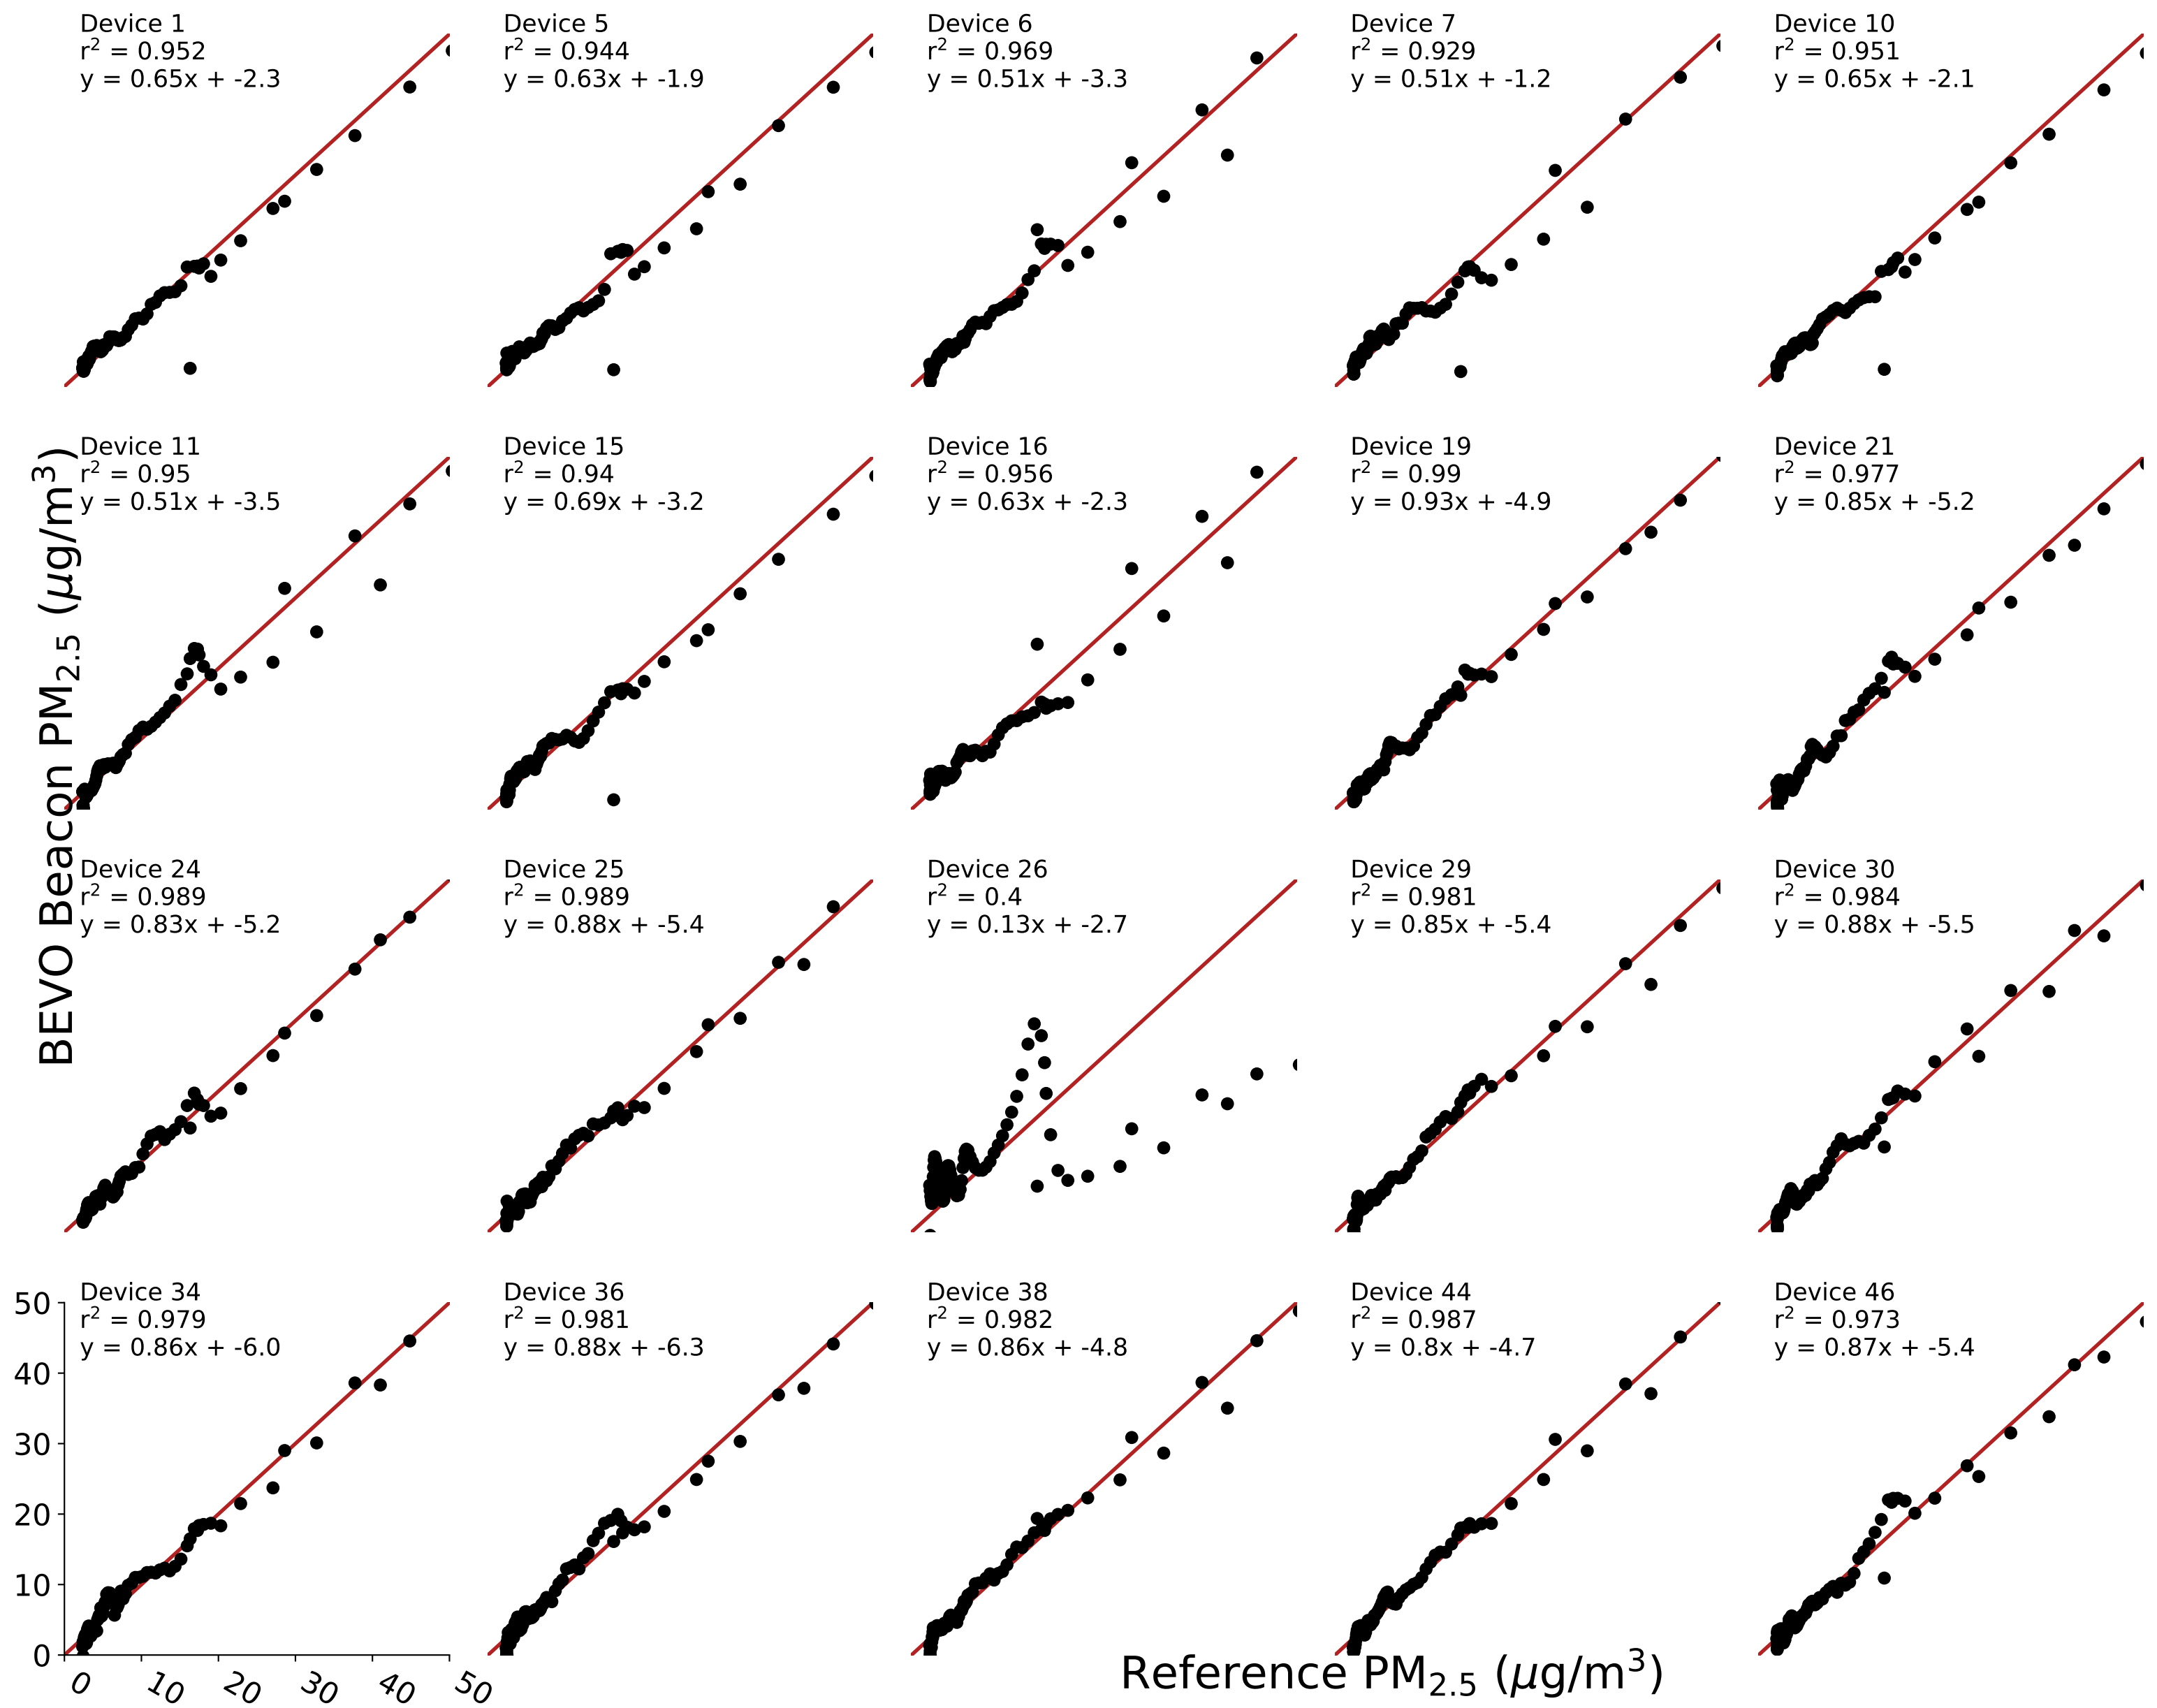 Device 1
r² = 0.952
y = 0.65x + -2.3
Device 5
r² = 0.944
y = 0.63x + -1.9
Device 6
r² = 0.969
y = 0.51x + -3.3
Device 7
r² = 0.929
y = 0.51x + -1.2
Device 10
r² = 0.951
y = 0.65x + -2.1
BEVO Beacon PM₂.₅ (μg/m³)
Device 11
r² = 0.95
y = 0.51x + -3.5
Device 15
r² = 0.94
y = 0.69x + -3.2
Device 16
r² = 0.956
y = 0.63x + -2.3
Device 19
r² = 0.99
y = 0.93x + -4.9
Device 21
r² = 0.977
y = 0.85x + -5.2
Device 24
r² = 0.989
y = 0.83x + -5.2
Device 25
r² = 0.989
y = 0.88x + -5.4
Device 26
r² = 0.4
y = 0.13x + -2.7
Device 29
r² = 0.981
y = 0.85x + -5.4
Device 30
r² = 0.984
y = 0.88x + -5.5
Device 34
r² = 0.979
y = 0.86x + -6.0
Device 36
r² = 0.981
y = 0.88x + -6.3
Device 38
r² = 0.982
y = 0.86x + -4.8
Device 44
r² = 0.987
y = 0.8x + -4.7
Device 46
r² = 0.973
y = 0.87x + -5.4
50
40
30
20
10
0
0 10 20 30 40 50
Reference PM₂.₅ (μg/m³)